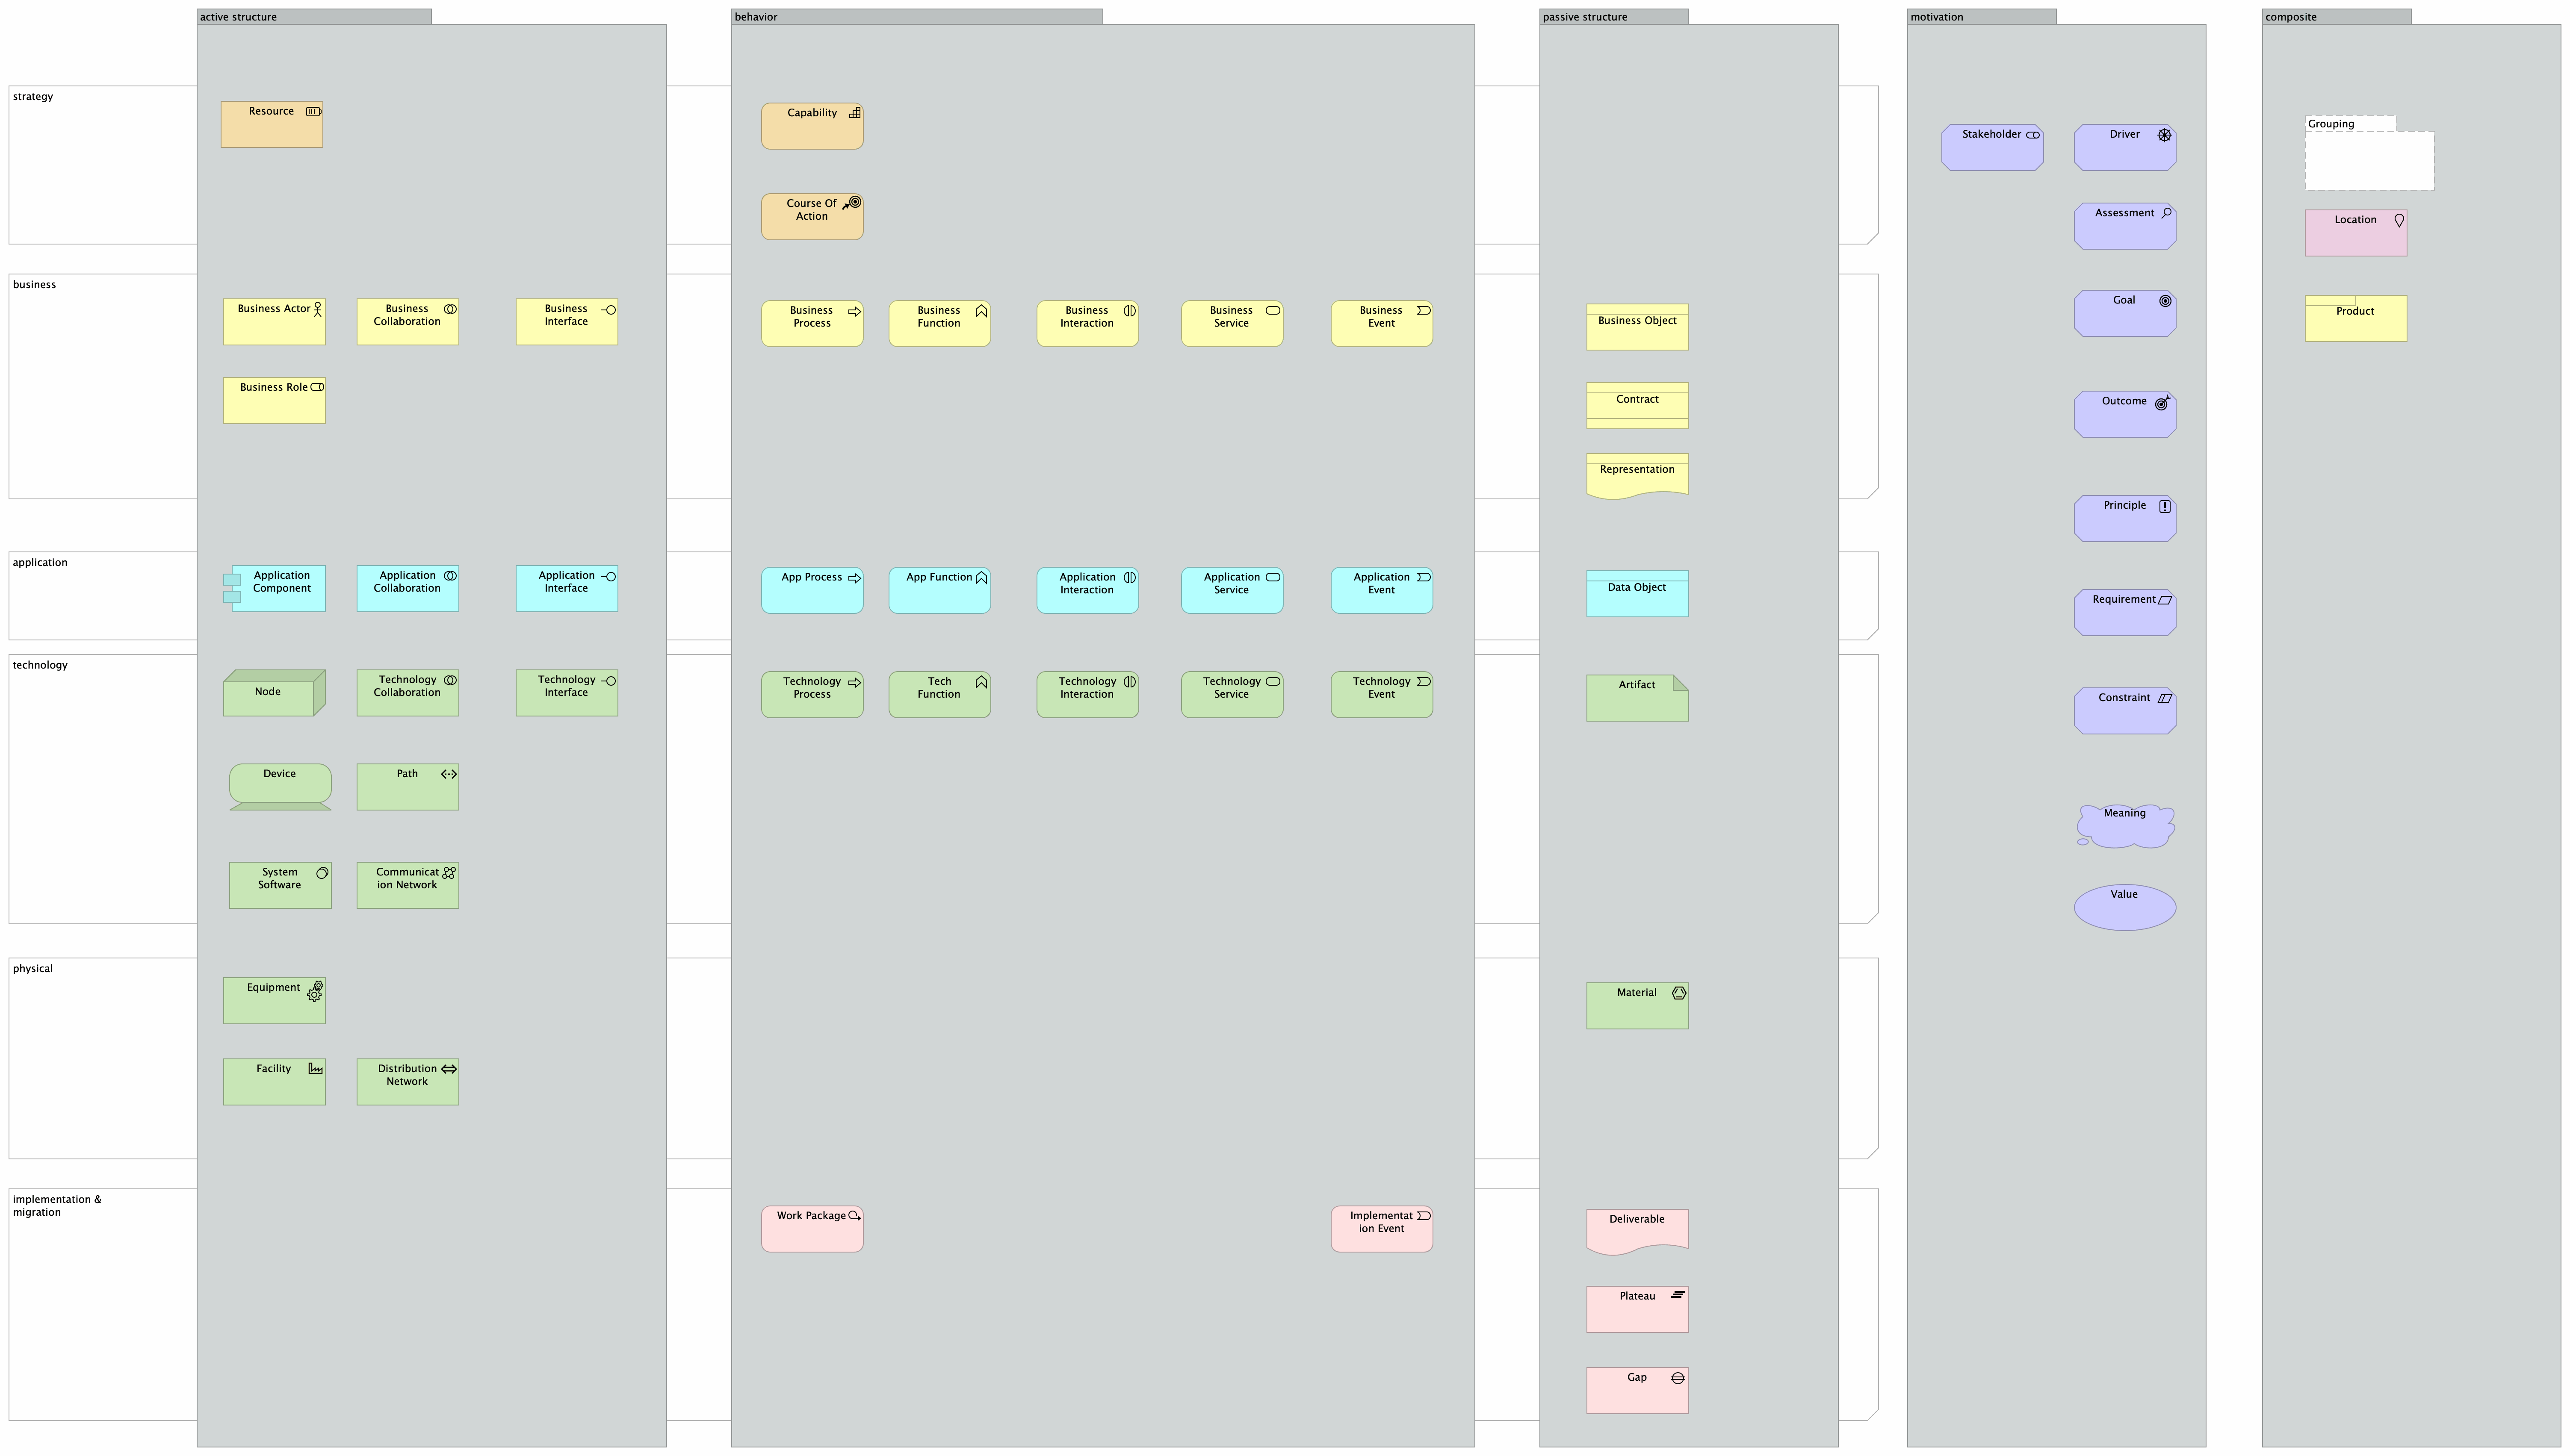 active structure
behavior
passive structure
motivation
composite
strategy
Resource
Capability
Course Of
Action
Stakeholder
Driver
Assessment
Grouping
Location
business
Business Actor
Business
Collaboration
Business
Interface
Business
Process
Business
Function
Business
Interaction
Business
Service
Business
Event
Business Object
Goal
Product
Business Role
Contract
Outcome
Representation
Principle
application
Application
Component
Application
Collaboration
Application
Interface
App Process
App Function
Application
Interaction
Application
Service
Application
Event
Data Object
Requirement
technology
Node
Technology
Collaboration
Technology
Interface
Technology
Process
Tech
Function
Technology
Interaction
Technology
Service
Technology
Event
Artifact
Constraint
Device
Path
Meaning
System
Software
Communicat
ion Network
Value
physical
Equipment
Material
Facility
Distribution
Network
implementation &
migration
Work Package
Implementat
ion Event
Deliverable
Plateau
Gap